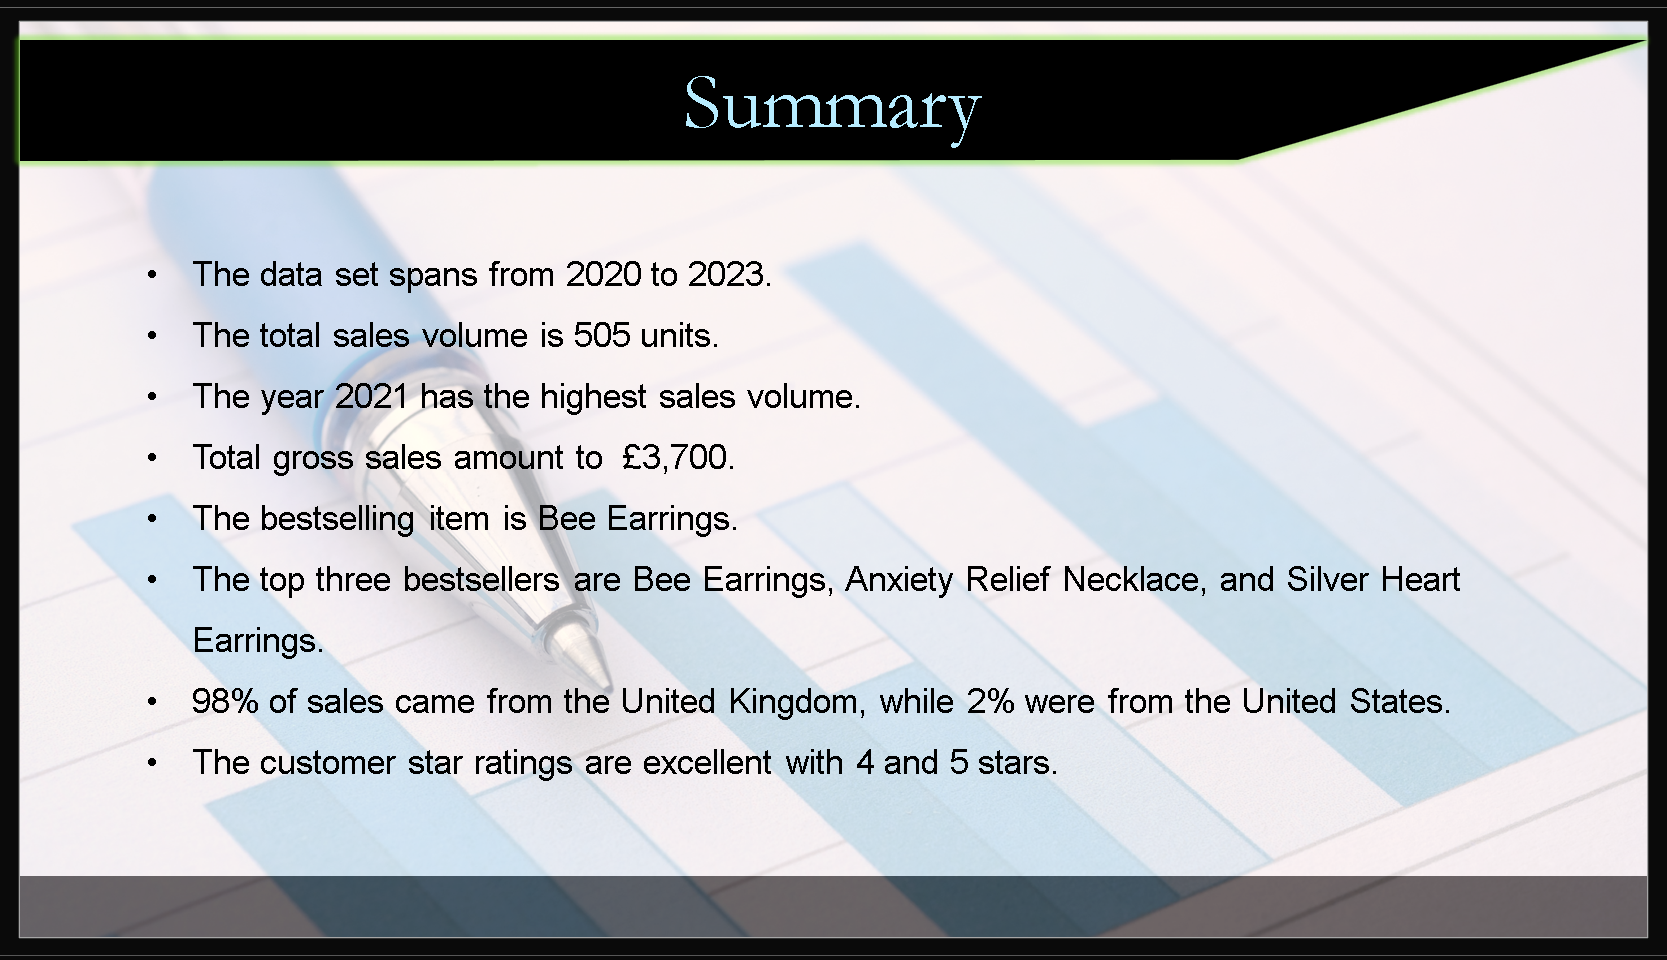 Summary
• The data set spans from 2020 to 2023.
• The total sales volume is 505 units.
• The year 2021 has the highest sales volume.
• Total gross sales amount to £3,700.
• The bestselling item is Bee Earrings.
• The top three bestsellers are Bee Earrings, Anxiety Relief Necklace, and Silver Heart
Earrings.
• 98% of sales came from the United Kingdom, while 2% were from the United States.
• The customer star ratings are excellent with 4 and 5 stars.